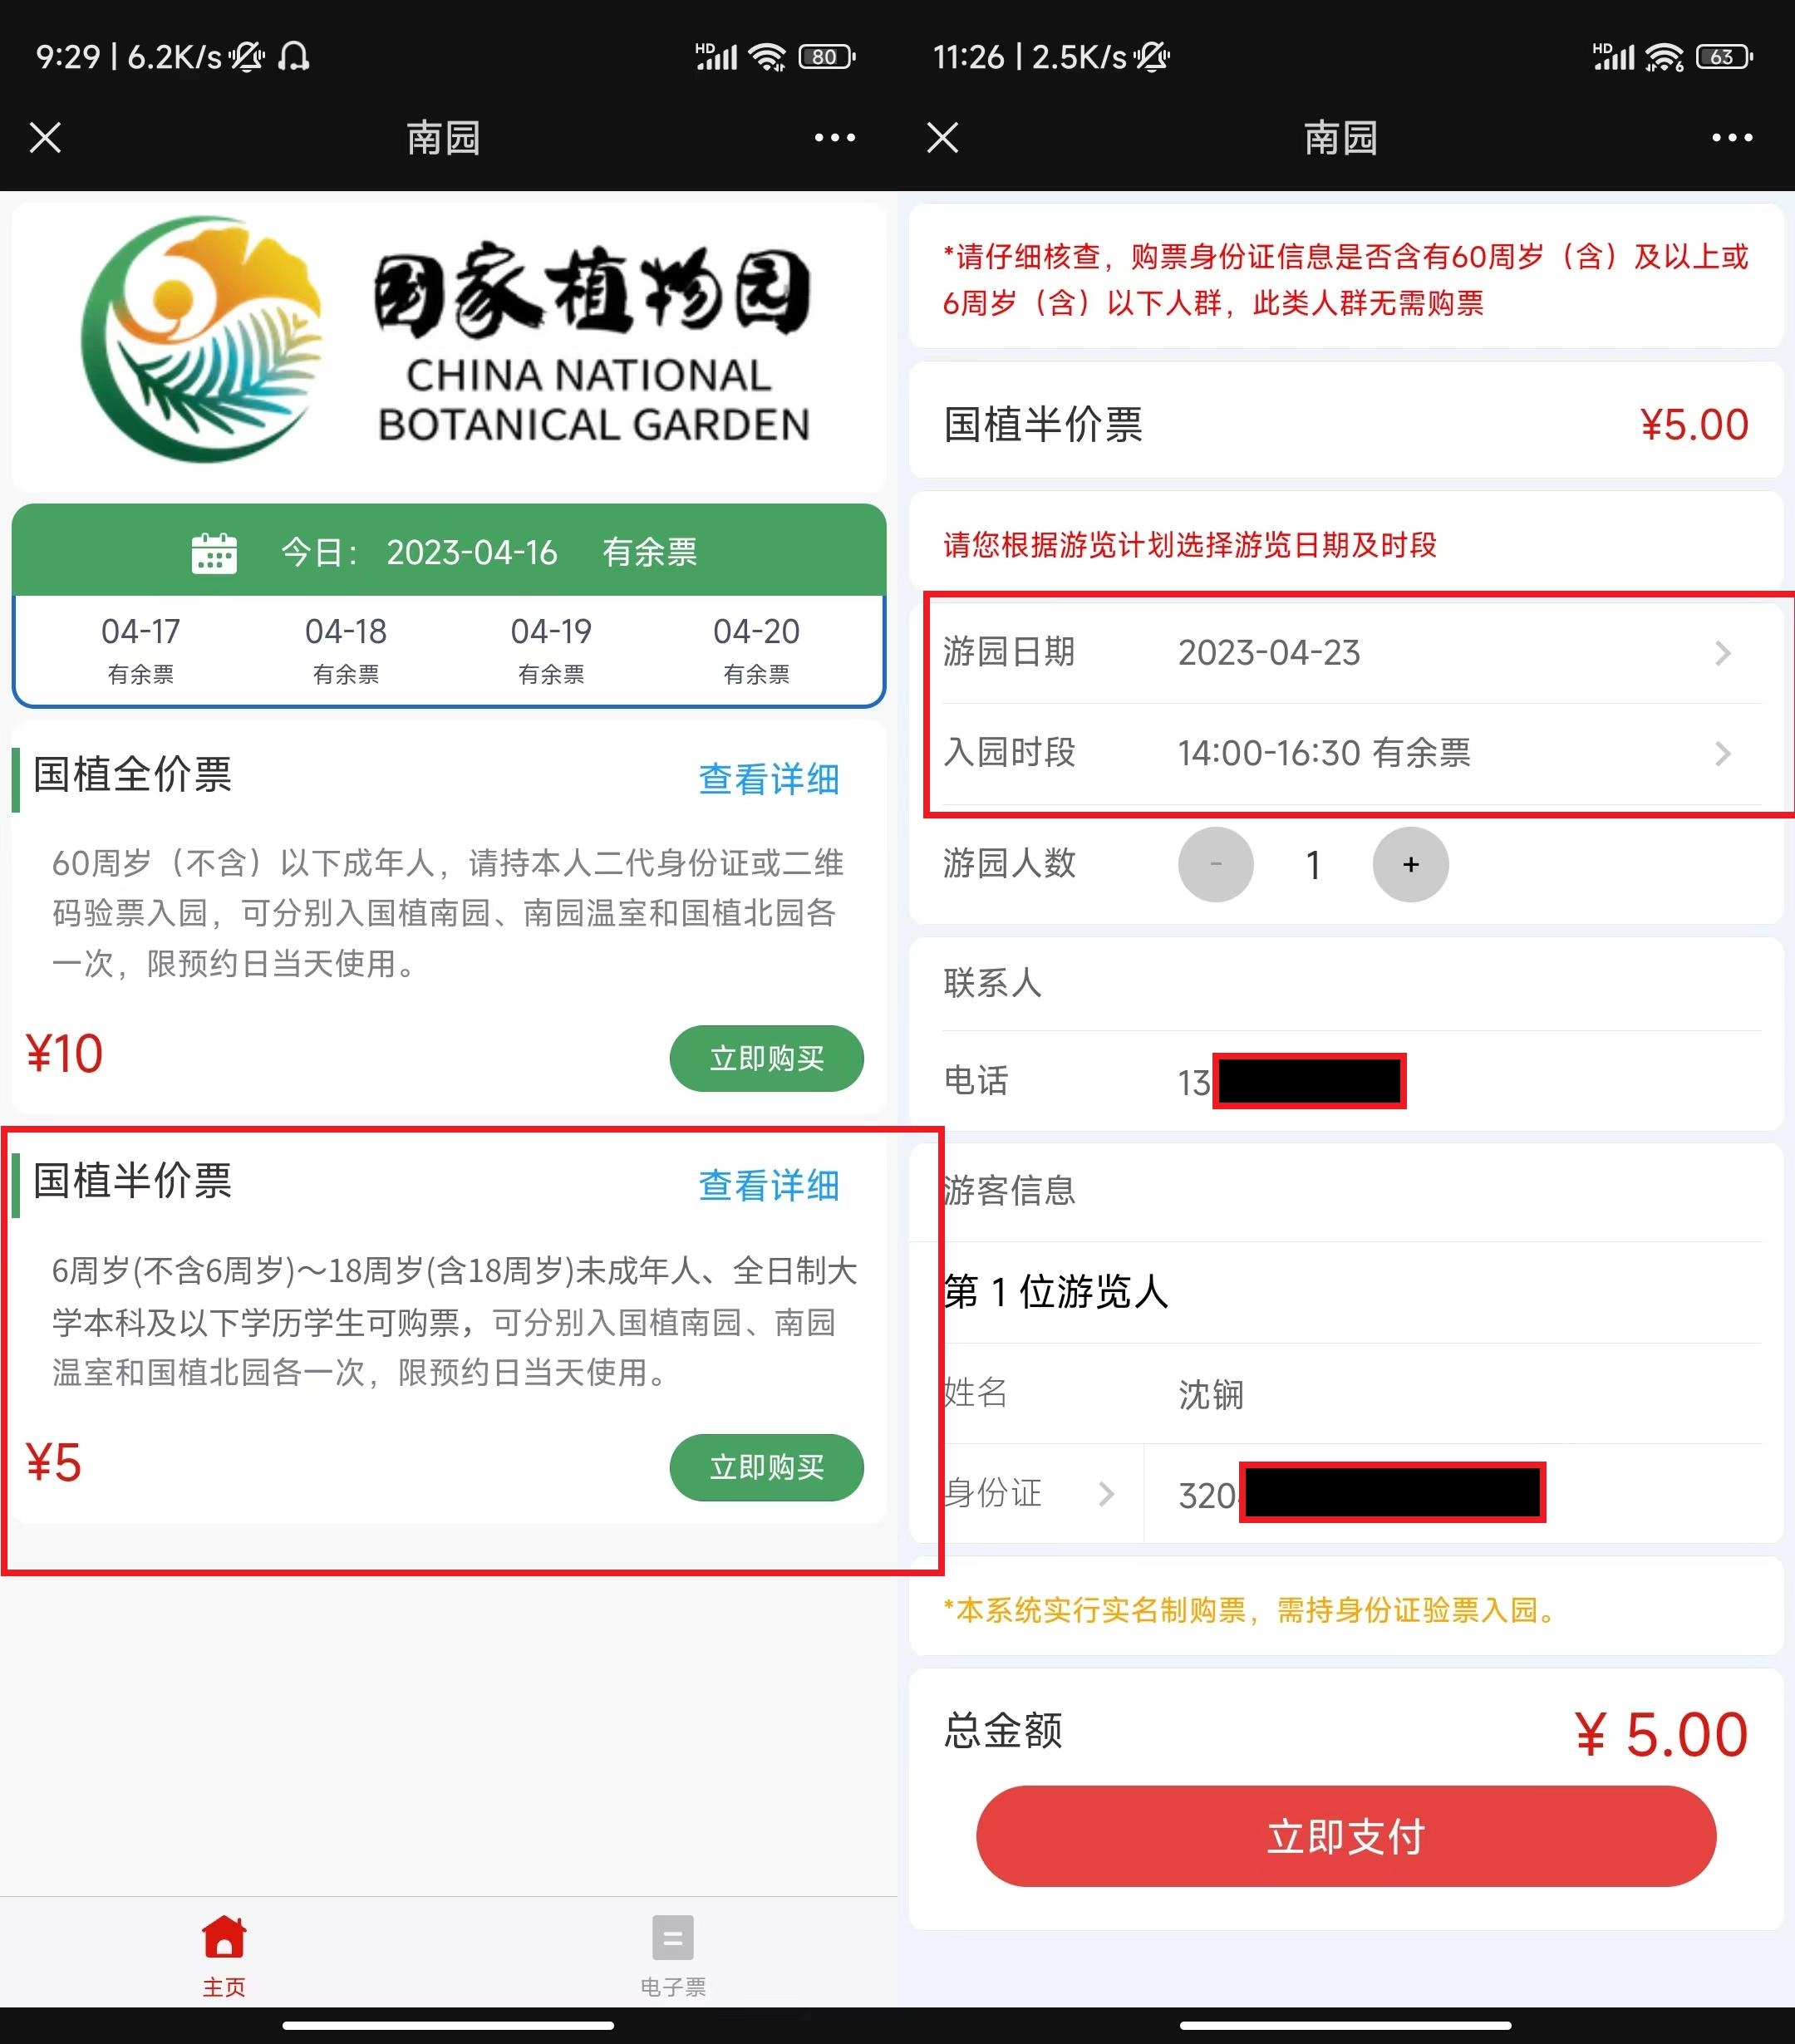 9:29 | 6.2K/s
HD
80
南园
国家植物园
CHINA NATIONAL
BOTANICAL GARDEN
今日： 2023-04-16 有余票
04-17 04-18 04-19 04-20
有余票 有余票 有余票 有余票
国植全价票 查看详细
60周岁（不含）以下成年人，请持本人二代身份证或二维
码验票入园，可分别入国植南园、南园温室和国植北园各
一次，限预约日当天使用。
¥10 立即购买
国植半价票 查看详细
6周岁(不含6周岁)～18周岁(含18周岁)未成年人、全日制大
学本科及以下学历学生可购票，可分别入国植南园、南园
温室和国植北园各一次，限预约日当天使用。
¥5 立即购买
主页 电子票
11:26 | 2.5K/s
HD
6
63
南园
*请仔细核查，购票身份证信息是否含有60周岁（含）及以上或
6周岁（含）以下人群，此类人群无需购票
国植半价票 ¥5.00
请您根据游览计划选择游览日期及时段
游园日期 2023-04-23
入园时段 14:00-16:30 有余票
游园人数 - 1 +
联系人
电话 13
游客信息
第 1 位游览人
姓名 沈锎
身份证 320
*本系统实行实名制购票，需持身份证验票入园。
总金额 ¥ 5.00
立即支付